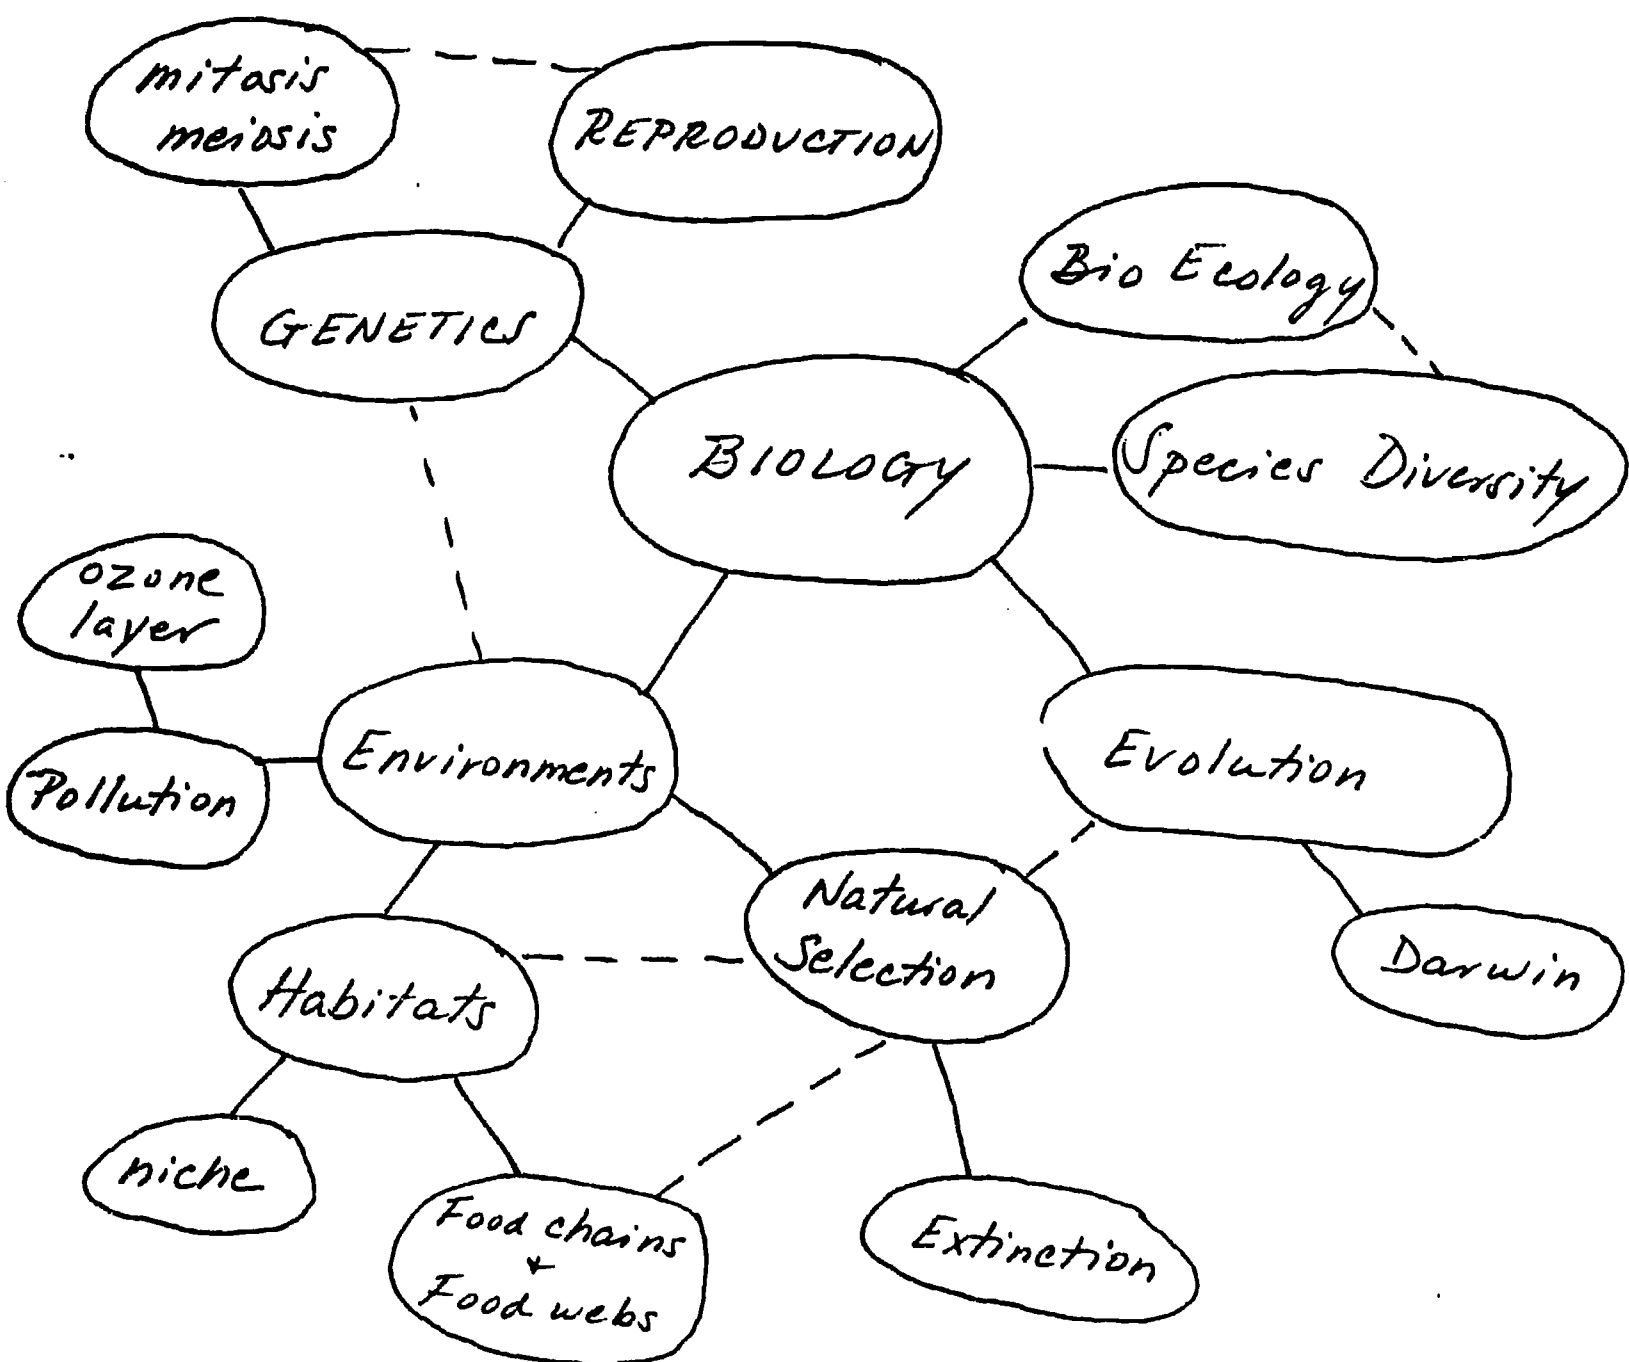 mitosis
meiosis
REPRODUCTION
Bio Ecology
GENETICS
BIOLOGY
Species Diversity
ozone
layer
Environments
Evolution
Pollution
Natural
Selection
Darwin
Habitats
niche
Food chains
+
Food webs
Extinction